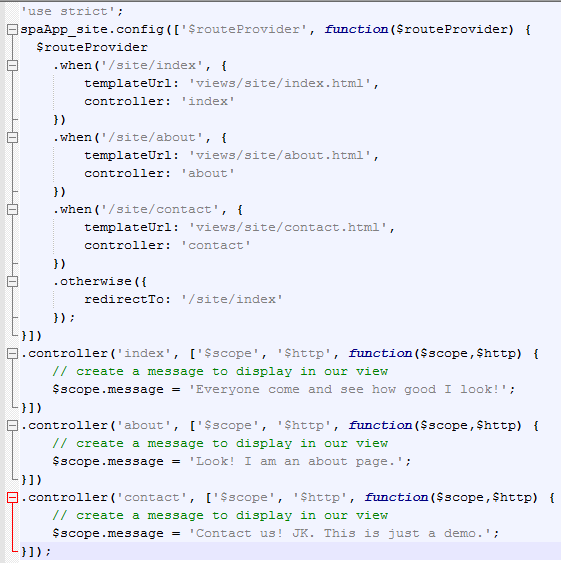 'use strict';
spaApp_site.config(['$routeProvider', function($routeProvider) {
  $routeProvider
    .when('/site/index', {
        templateUrl: 'views/site/index.html',
        controller: 'index'
    })
    .when('/site/about', {
        templateUrl: 'views/site/about.html',
        controller: 'about'
    })
    .when('/site/contact', {
        templateUrl: 'views/site/contact.html',
        controller: 'contact'
    })
    .otherwise({
        redirectTo: '/site/index'
    });
}])
.controller('index', ['$scope', '$http', function($scope,$http) {
    // create a message to display in our view
    $scope.message = 'Everyone come and see how good I look!';
}])
.controller('about', ['$scope', '$http', function($scope,$http) {
    // create a message to display in our view
    $scope.message = 'Look! I am an about page.';
}])
.controller('contact', ['$scope', '$http', function($scope,$http) {
    // create a message to display in our view
    $scope.message = 'Contact us! JK. This is just a demo.';
}]);